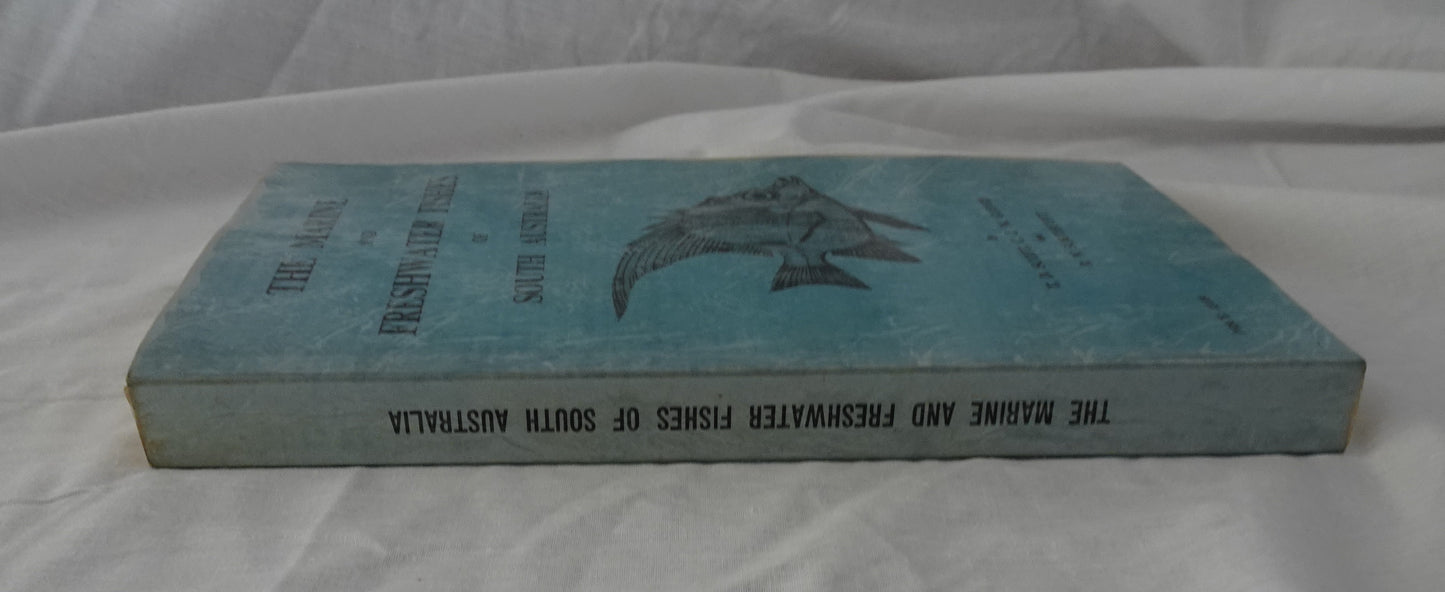 THE MARINE
AND
FRESHWATER FISHES
OF
SOUTH AUSTRALIA
THE MARINE AND FRESHWATER FISHES OF SOUTH AUSTRALIA